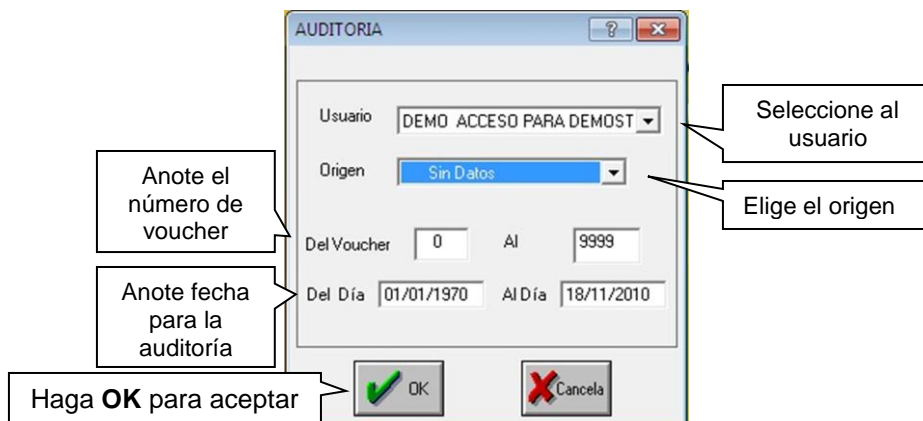 AUDITORIA
Usuario DEMO ACCESO PARA DEMOST
Seleccione al
usuario
Origen Sin Datos
Elige el origen
Anote el
número de
voucher
Del Voucher 0 Al 9999
Anote fecha
para la
auditoría
Del Día 01/01/1970 Al Día 18/11/2010
Haga OK para aceptar
OK Cancela